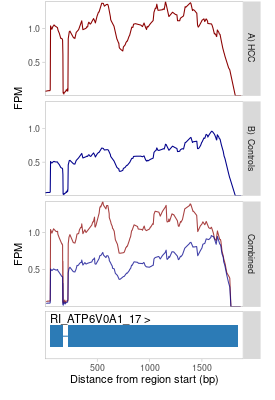 1.0
0.5
A) HCC
FPM
1.0
0.5
B) Controls
1.0
0.5
FPM
Combined
RI_ATP6V0A1_17 >
500
1000
1500
Distance from region start (bp)